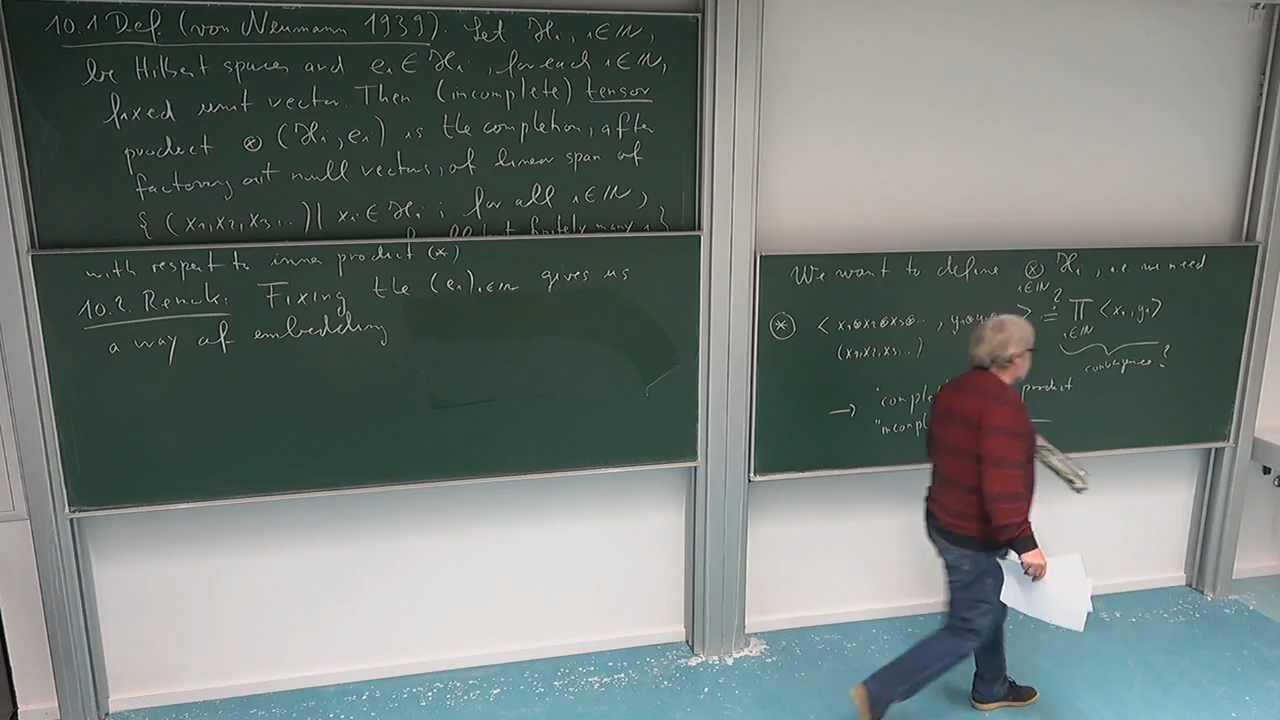 10.1 Def. (von Neumann 1939). Let ℋᵢ, i∈ℕ,
be Hilbert spaces and eᵢ ∈ ℋᵢ, for each i∈ℕ,
fixed unit vector. Then (incomplete) tensor
product ⊗ (ℋᵢ, eᵢ) is the completion, after
factoring out null vectors, of linear span of
{ (x₁, x₂, x₃, ...) | xᵢ ∈ ℋᵢ ; for all i∈ℕ,
all but finitely many i }
with respect to inner product (*)
10.2. Remark: Fixing the (eᵢ)ᵢ∈ℕ gives us
a way of embedding
We want to define ⊗ᵢ∈ℕ ℋᵢ, i.e. we need
(*) < x₁⊗x₂⊗x₃⊗... , y₁⊗ > ≟ ∏ᵢ∈ℕ <xᵢ, yᵢ>
(x₁, x₂, x₃, ...)
convergence?
→ product